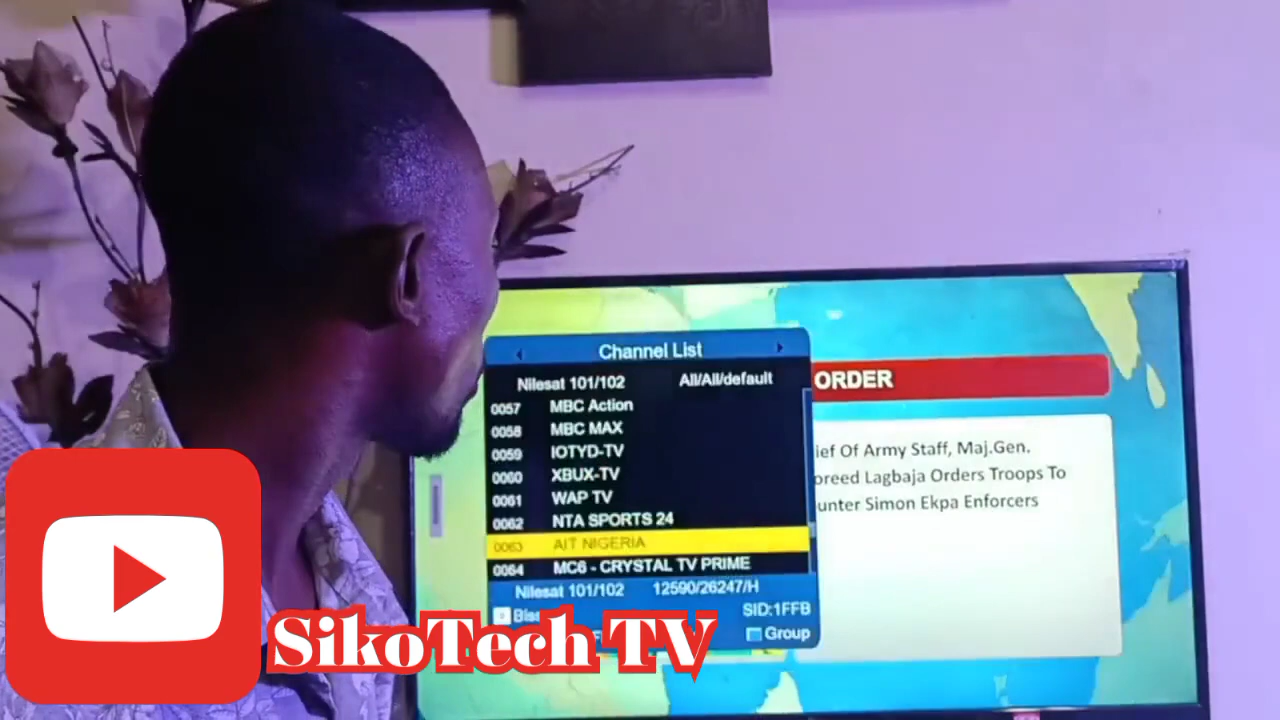 Channel List
Nilesat 101/102 All/All/default
0057 MBC Action
0058 MBC MAX
0059 IOTYD-TV
0060 XBUX-TV
0061 WAP TV
0062 NTA SPORTS 24
0063 AIT NIGERIA
0064 MC6 - CRYSTAL TV PRIME
Nilesat 101/102 12590/26247/H
SID:1FFB
Group
ORDER
Of Army Staff, Maj.Gen.
Lagbaja Orders Troops To
Simon Ekpa Enforcers
SikoTech TV